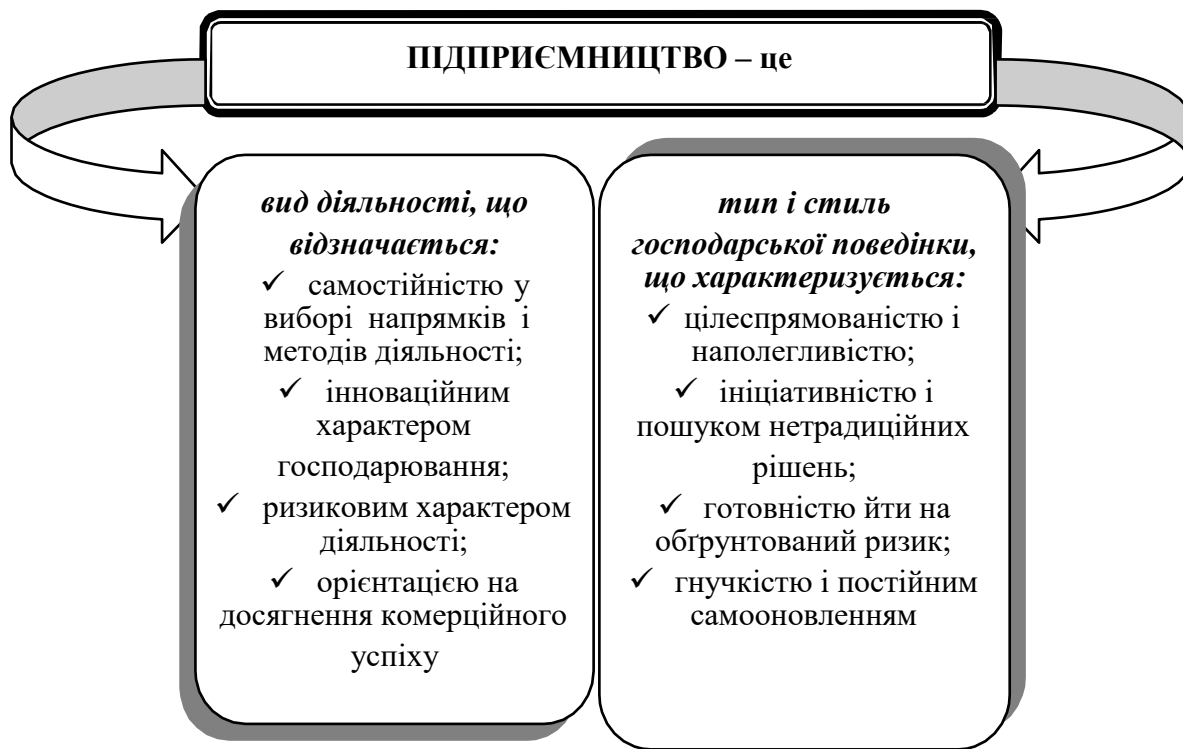 ПІДПРИЄМНИЦТВО – це
вид діяльності, що
відзначається:
✓ самостійністю у
виборі напрямків і
методів діяльності;
✓ інноваційним
характером
господарювання;
✓ ризиковим характером
діяльності;
✓ орієнтацією на
досягнення комерційного
успіху
тип і стиль
господарської поведінки,
що характеризується:
✓ цілеспрямованістю і
наполегливістю;
✓ ініціативністю і
пошуком нетрадиційних
рішень;
✓ готовністю йти на
обґрунтований ризик;
✓ гнучкістю і постійним
самооновленням